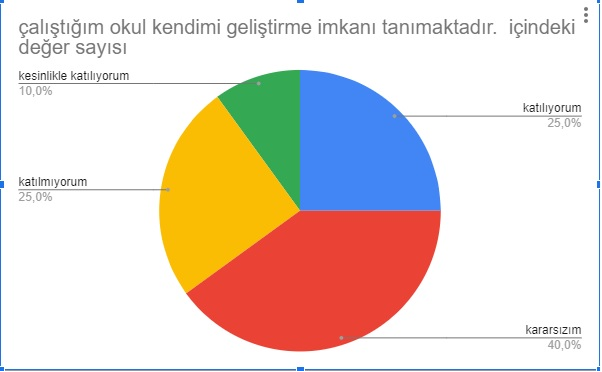 çalıştığım okul kendimi geliştirme imkanı tanımaktadır. içindeki
değer sayısı
kesinlikle katılıyorum
10,0%
katılıyorum
25,0%
katılmıyorum
25,0%
kararsızım
40,0%